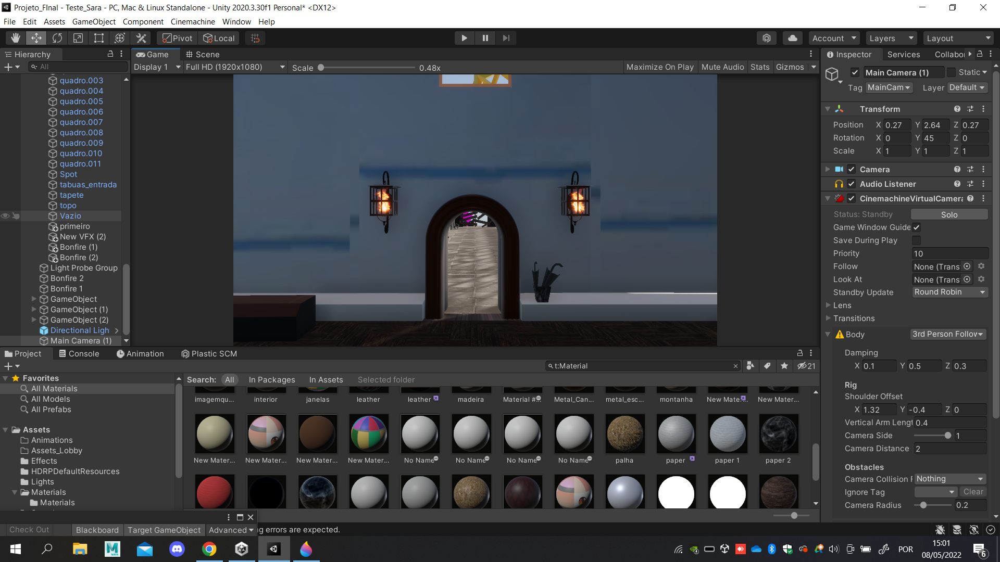 Projeto_FInal - Teste_Sara - PC, Mac & Linux Standalone - Unity 2020.3.30f1 Personal* <DX12>
File Edit Assets GameObject Component Cinemachine Window Help
Pivot Local Account Layers Layout
Hierarchy
All
quadro.003
quadro.004
quadro.005
quadro.006
quadro.007
quadro.008
quadro.009
quadro.010
quadro.011
Spot
tabuas_entrada
tapete
topo
Vazio
primeiro
New VFX (2)
Bonfire (1)
Bonfire (2)
Light Probe Group
Bonfire 2
Bonfire 1
GameObject
GameObject (1)
GameObject (2)
Directional Ligh
Main Camera (1)
Game Scene
Display 1 Full HD (1920x1080) Scale 0.48x Maximize On Play Mute Audio Stats Gizmos
Inspector Services Collabo
Main Camera (1) Static
Tag MainCam Layer Default
Transform
Position X 0.27 Y 2.64 Z 0.27
Rotation X 0 Y 45 Z 0
Scale X 1 Y 1 Z 1
Camera
Audio Listener
CinemachineVirtualCamera
Status: Standby Solo
Game Window Guide
Save During Play
Priority 10
Follow None (Trans
Look At None (Trans
Standby Update Round Robin
Lens
Transitions
Body 3rd Person Follow
Damping
X 0.1 Y 0.5 Z 0.3
Rig
Shoulder Offset
X 1.32 Y -0.4 Z 0
Vertical Arm Lengt 0.4
Camera Side 1
Camera Distance 2
Obstacles
Camera Collision F Nothing
Ignore Tag Clear
Camera Radius 0.2
Project Console Animation Plastic SCM
t:Material 21
Favorites
All Materials
All Models
All Prefabs
Assets
Animations
Assets_Lobby
Effects
HDRPDefaultResources
Lights
Materials
Materials
Search: All In Packages In Assets Selected folder
imagemqu... interior janelas leather leather madeira Material #... Metal_Can... metal_esc... montanha New Mate... New Mater...
New Mater... New Mater... New Mater... New Mater... No Name No Name No Name No Name palha paper paper 1 paper 2
Check Out Blackboard Target GameObject Advanced g errors are expected.
POR
15:01
08/05/2022
6